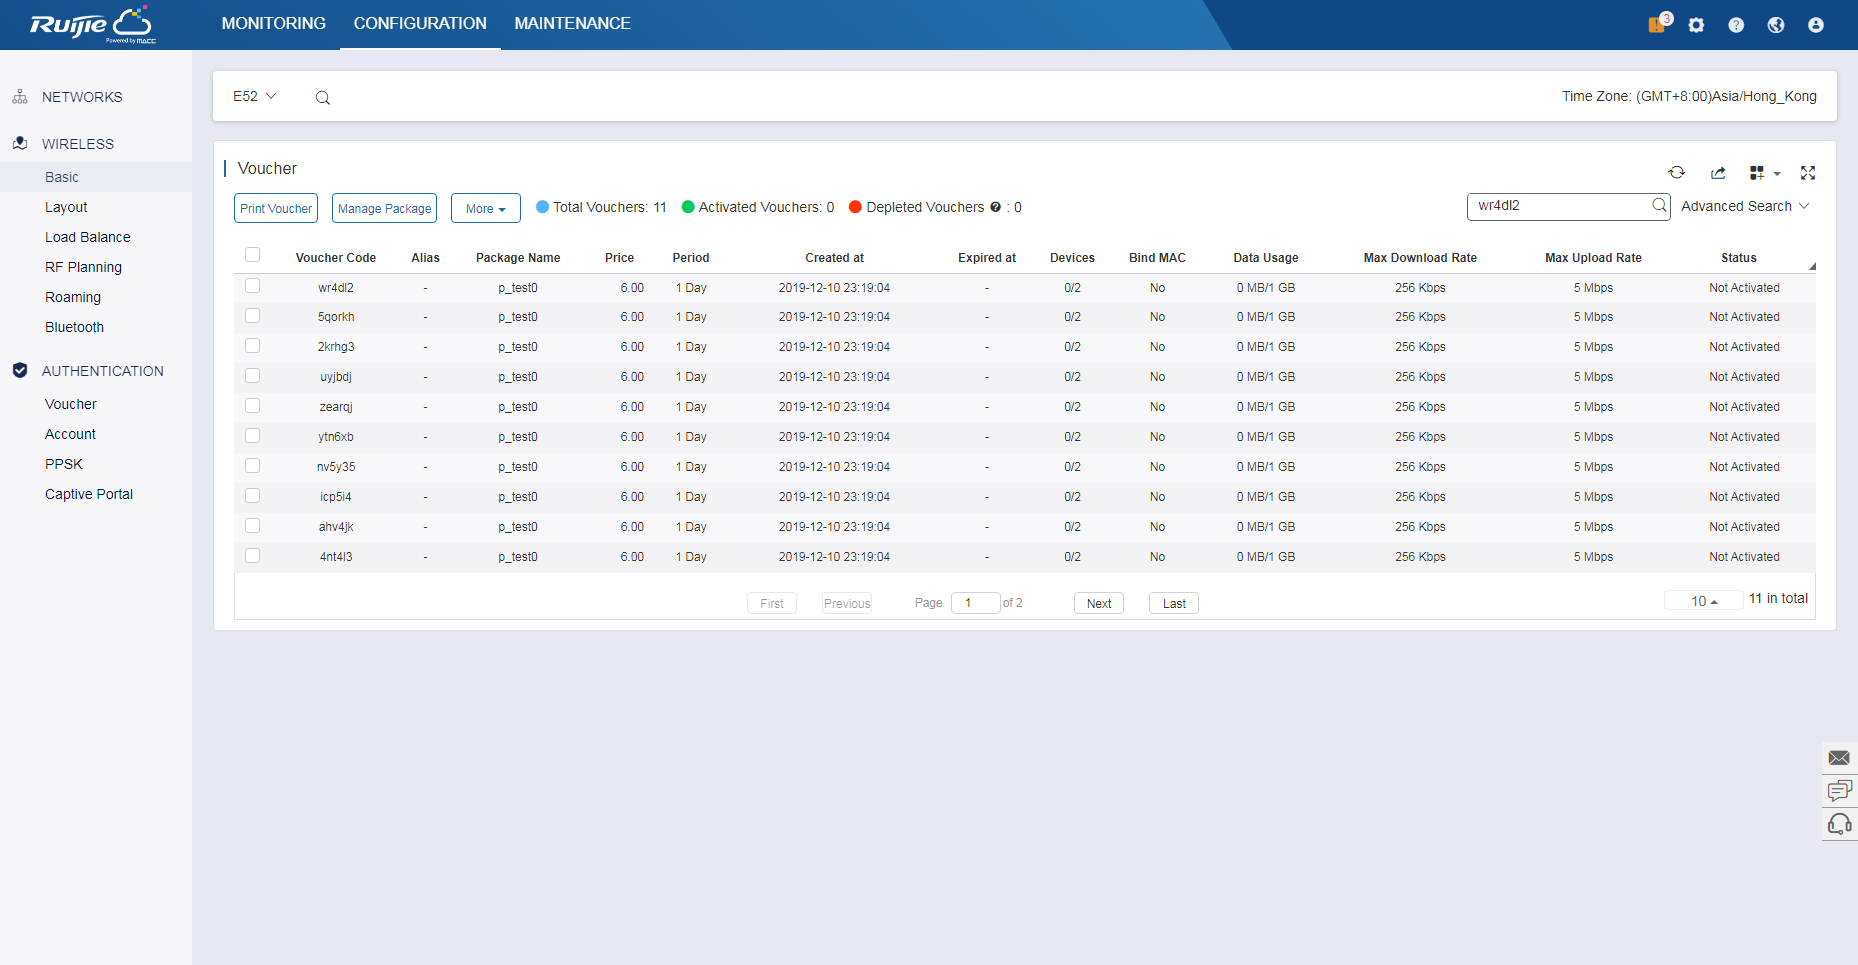 Ruijie
Powered by MACC
MONITORING CONFIGURATION MAINTENANCE
3
NETWORKS
WIRELESS
Basic
Layout
Load Balance
RF Planning
Roaming
Bluetooth
AUTHENTICATION
Voucher
Account
PPSK
Captive Portal
E52
Time Zone: (GMT+8:00)Asia/Hong_Kong
Voucher
Print Voucher Manage Package More Total Vouchers: 11 Activated Vouchers: 0 Depleted Vouchers ? : 0 wr4dl2 Advanced Search
Voucher Code Alias Package Name Price Period Created at Expired at Devices Bind MAC Data Usage Max Download Rate Max Upload Rate Status
wr4dl2 - p_test0 6.00 1 Day 2019-12-10 23:19:04 - 0/2 No 0 MB/1 GB 256 Kbps 5 Mbps Not Activated
5qorkh - p_test0 6.00 1 Day 2019-12-10 23:19:04 - 0/2 No 0 MB/1 GB 256 Kbps 5 Mbps Not Activated
2krhg3 - p_test0 6.00 1 Day 2019-12-10 23:19:04 - 0/2 No 0 MB/1 GB 256 Kbps 5 Mbps Not Activated
uyjbdj - p_test0 6.00 1 Day 2019-12-10 23:19:04 - 0/2 No 0 MB/1 GB 256 Kbps 5 Mbps Not Activated
zearqj - p_test0 6.00 1 Day 2019-12-10 23:19:04 - 0/2 No 0 MB/1 GB 256 Kbps 5 Mbps Not Activated
ytn6xb - p_test0 6.00 1 Day 2019-12-10 23:19:04 - 0/2 No 0 MB/1 GB 256 Kbps 5 Mbps Not Activated
nv5y35 - p_test0 6.00 1 Day 2019-12-10 23:19:04 - 0/2 No 0 MB/1 GB 256 Kbps 5 Mbps Not Activated
icp5i4 - p_test0 6.00 1 Day 2019-12-10 23:19:04 - 0/2 No 0 MB/1 GB 256 Kbps 5 Mbps Not Activated
ahv4jk - p_test0 6.00 1 Day 2019-12-10 23:19:04 - 0/2 No 0 MB/1 GB 256 Kbps 5 Mbps Not Activated
4nt4l3 - p_test0 6.00 1 Day 2019-12-10 23:19:04 - 0/2 No 0 MB/1 GB 256 Kbps 5 Mbps Not Activated
First Previous Page 1 of 2 Next Last 10 11 in total